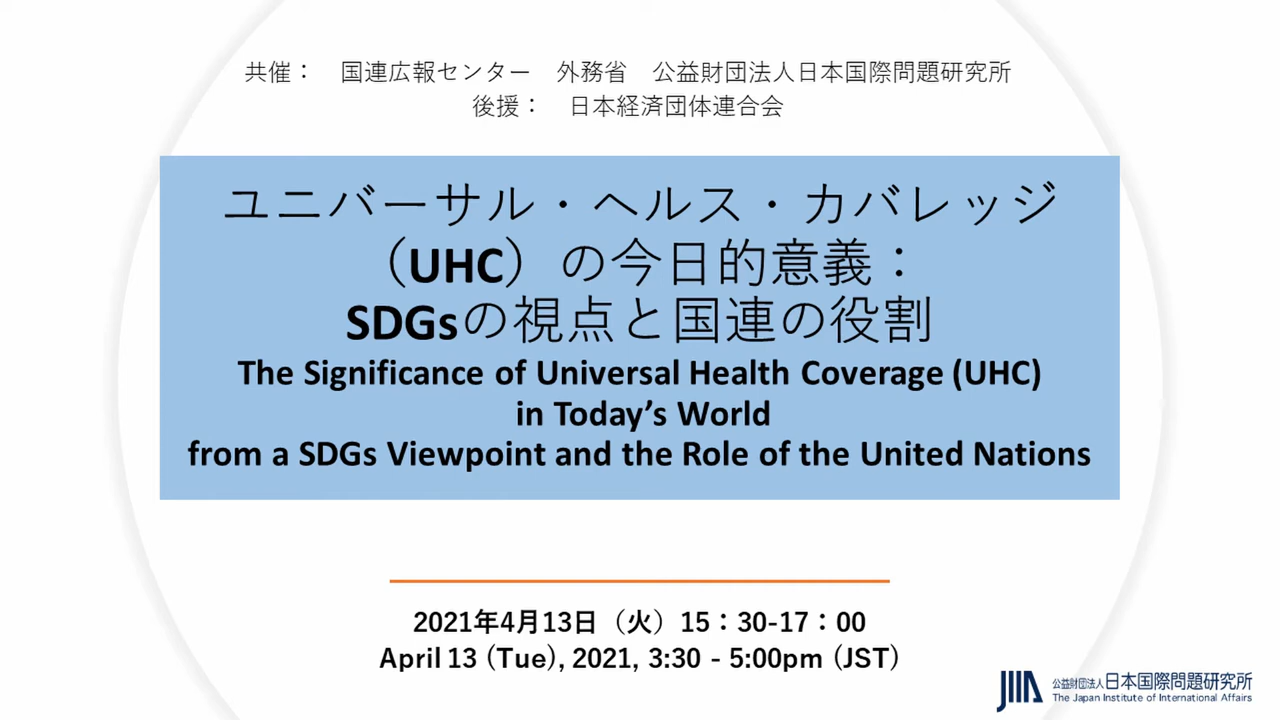 共催： 国連広報センター 外務省 公益財団法人日本国際問題研究所
後援： 日本経済団体連合会
ユニバーサル・ヘルス・カバレッジ
（UHC）の今日的意義：
SDGsの視点と国連の役割
The Significance of Universal Health Coverage (UHC)
in Today’s World
from a SDGs Viewpoint and the Role of the United Nations
2021年4月13日（火）15：30-17：00
April 13 (Tue), 2021, 3:30 - 5:00pm (JST)
JIIA 公益財団法人日本国際問題研究所
The Japan Institute of International Affairs